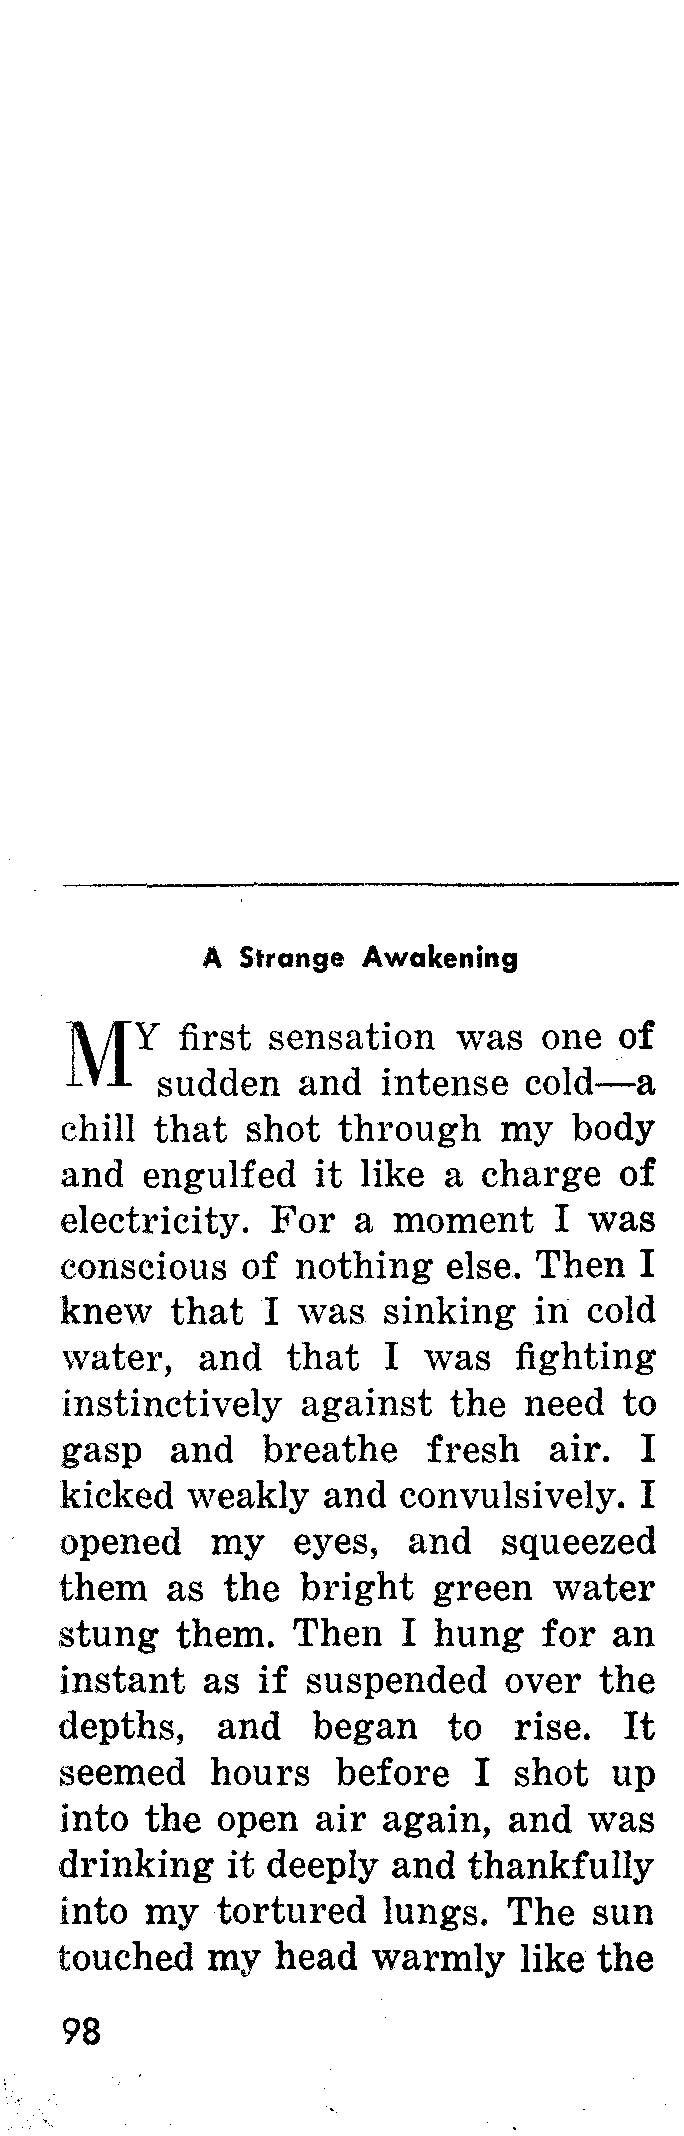 A Strange Awakening
MY first sensation was one of
sudden and intense cold—a
chill that shot through my body
and engulfed it like a charge of
electricity. For a moment I was
conscious of nothing else. Then I
knew that I was sinking in cold
water, and that I was fighting
instinctively against the need to
gasp and breathe fresh air. I
kicked weakly and convulsively. I
opened my eyes, and squeezed
them as the bright green water
stung them. Then I hung for an
instant as if suspended over the
depths, and began to rise. It
seemed hours before I shot up
into the open air again, and was
drinking it deeply and thankfully
into my tortured lungs. The sun
touched my head warmly like the
98